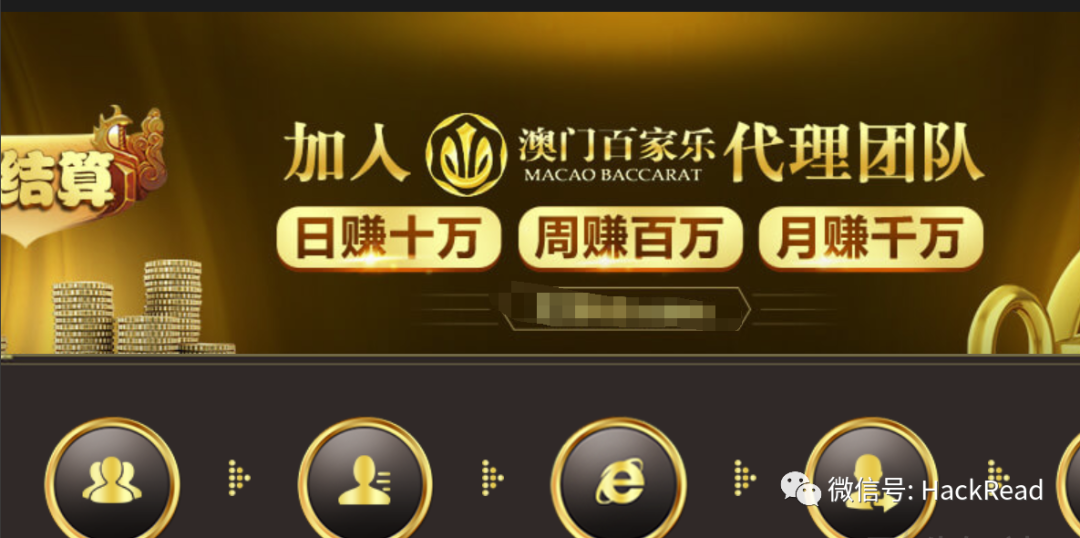 结算
加入 澳门百家乐 代理团队
MACAO BACCARAT
日赚十万 周赚百万 月赚千万
微信号: HackRead